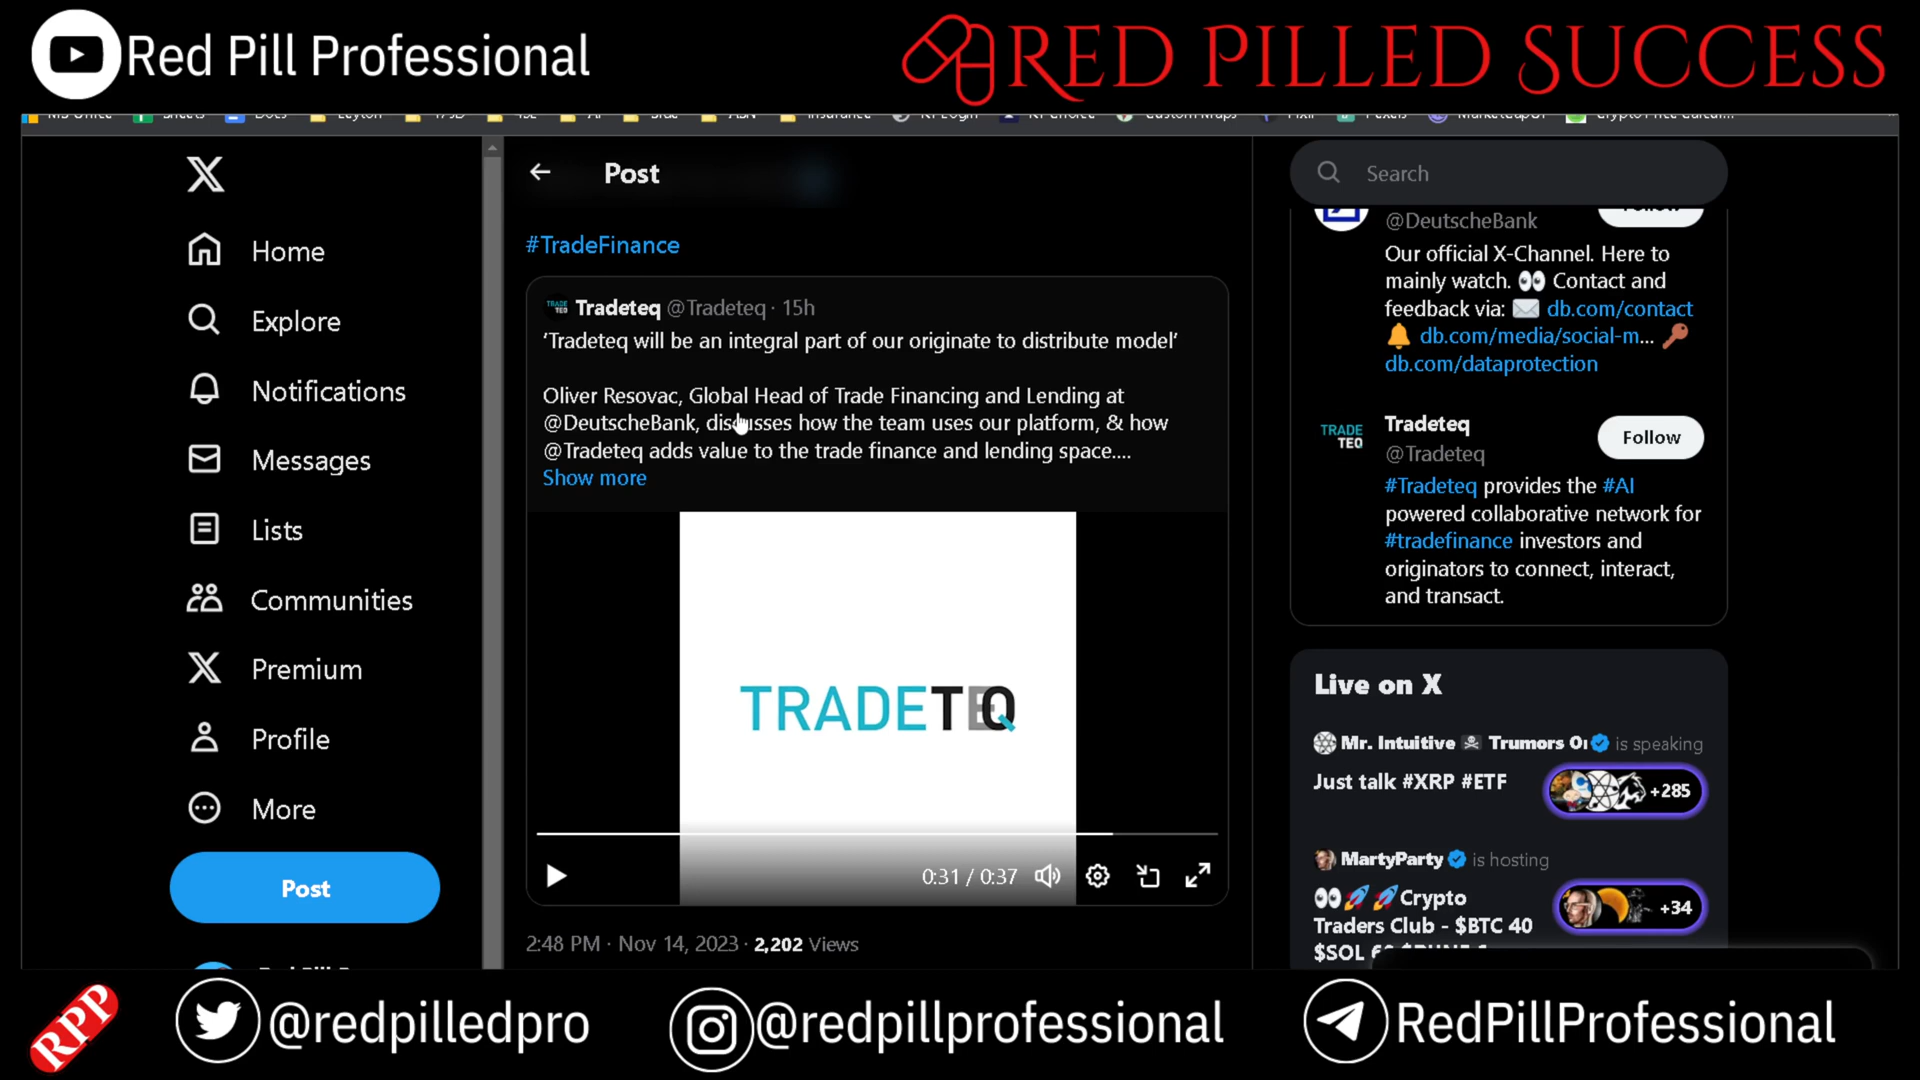 Red Pill Professional
RED PILLED SUCCESS
Post
Search
#TradeFinance
Tradeteq @Tradeteq · 15h
'Tradeteq will be an integral part of our originate to distribute model'
Oliver Resovac, Global Head of Trade Financing and Lending at
@DeutscheBank, discusses how the team uses our platform, & how
@Tradeteq adds value to the trade finance and lending space....
Show more
TRADETEQ
0:31 / 0:37
2:48 PM · Nov 14, 2023 · 2,202 Views
Home
Explore
Notifications
Messages
Lists
Communities
Premium
Profile
More
Post
@DeutscheBank
Our official X-Channel. Here to
mainly watch. 👀 Contact and
feedback via: ✉️ db.com/contact
🔔 db.com/media/social-m... 🔑
db.com/dataprotection
TRADE
TEQ
Tradeteq
@Tradeteq
Follow
#Tradeteq provides the #AI
powered collaborative network for
#tradefinance investors and
originators to connect, interact,
and transact.
Live on X
Mr. Intuitive ☠ Trumors is speaking
Just talk #XRP #ETF
+285
MartyParty is hosting
👀🚀🚀Crypto
Traders Club - $BTC 40
$SOL
+34
RPP
@redpilledpro
@redpillprofessional
RedPillProfessional